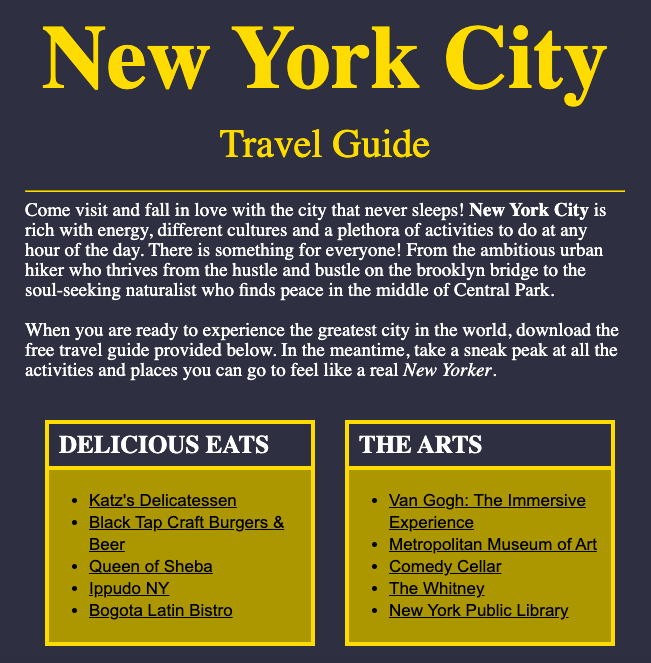 New York City
Travel Guide
Come visit and fall in love with the city that never sleeps! New York City is
rich with energy, different cultures and a plethora of activities to do at any
hour of the day. There is something for everyone! From the ambitious urban
hiker who thrives from the hustle and bustle on the brooklyn bridge to the
soul-seeking naturalist who finds peace in the middle of Central Park.
When you are ready to experience the greatest city in the world, download the
free travel guide provided below. In the meantime, take a sneak peak at all the
activities and places you can go to feel like a real New Yorker.
DELICIOUS EATS
• Katz's Delicatessen
• Black Tap Craft Burgers &
Beer
• Queen of Sheba
• Ippudo NY
• Bogota Latin Bistro
THE ARTS
• Van Gogh: The Immersive
Experience
• Metropolitan Museum of Art
• Comedy Cellar
• The Whitney
• New York Public Library